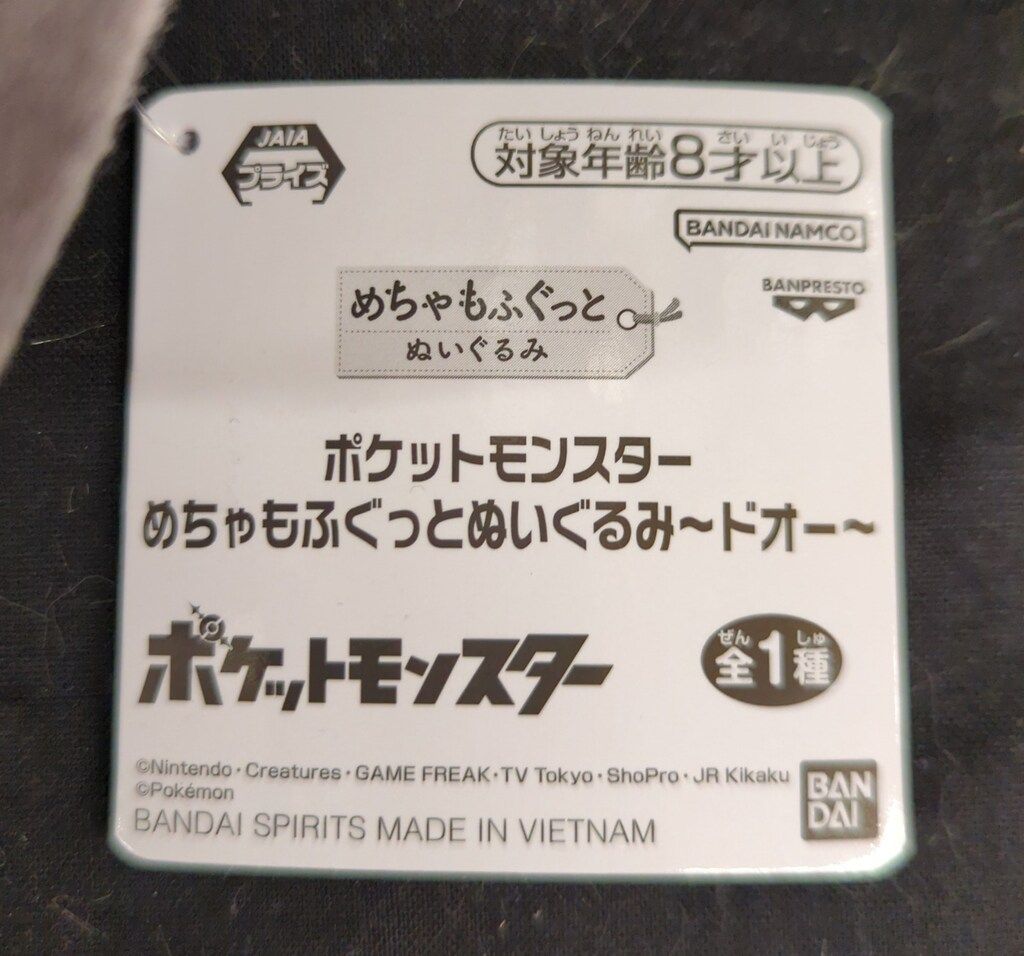 JAIA
プライズ
たいしょうねんれい さいいじょう
対象年齢8才以上
BANDAI NAMCO
BANPRESTO
めちゃもふぐっと
ぬいぐるみ
ポケットモンスター
めちゃもふぐっとぬいぐるみ~ドオー~
ポケットモンスター
ぜん しゅ
全1種
©Nintendo・Creatures・GAME FREAK・TV Tokyo・ShoPro・JR Kikaku
©Pokémon
BANDAI SPIRITS MADE IN VIETNAM
BAN
DAI